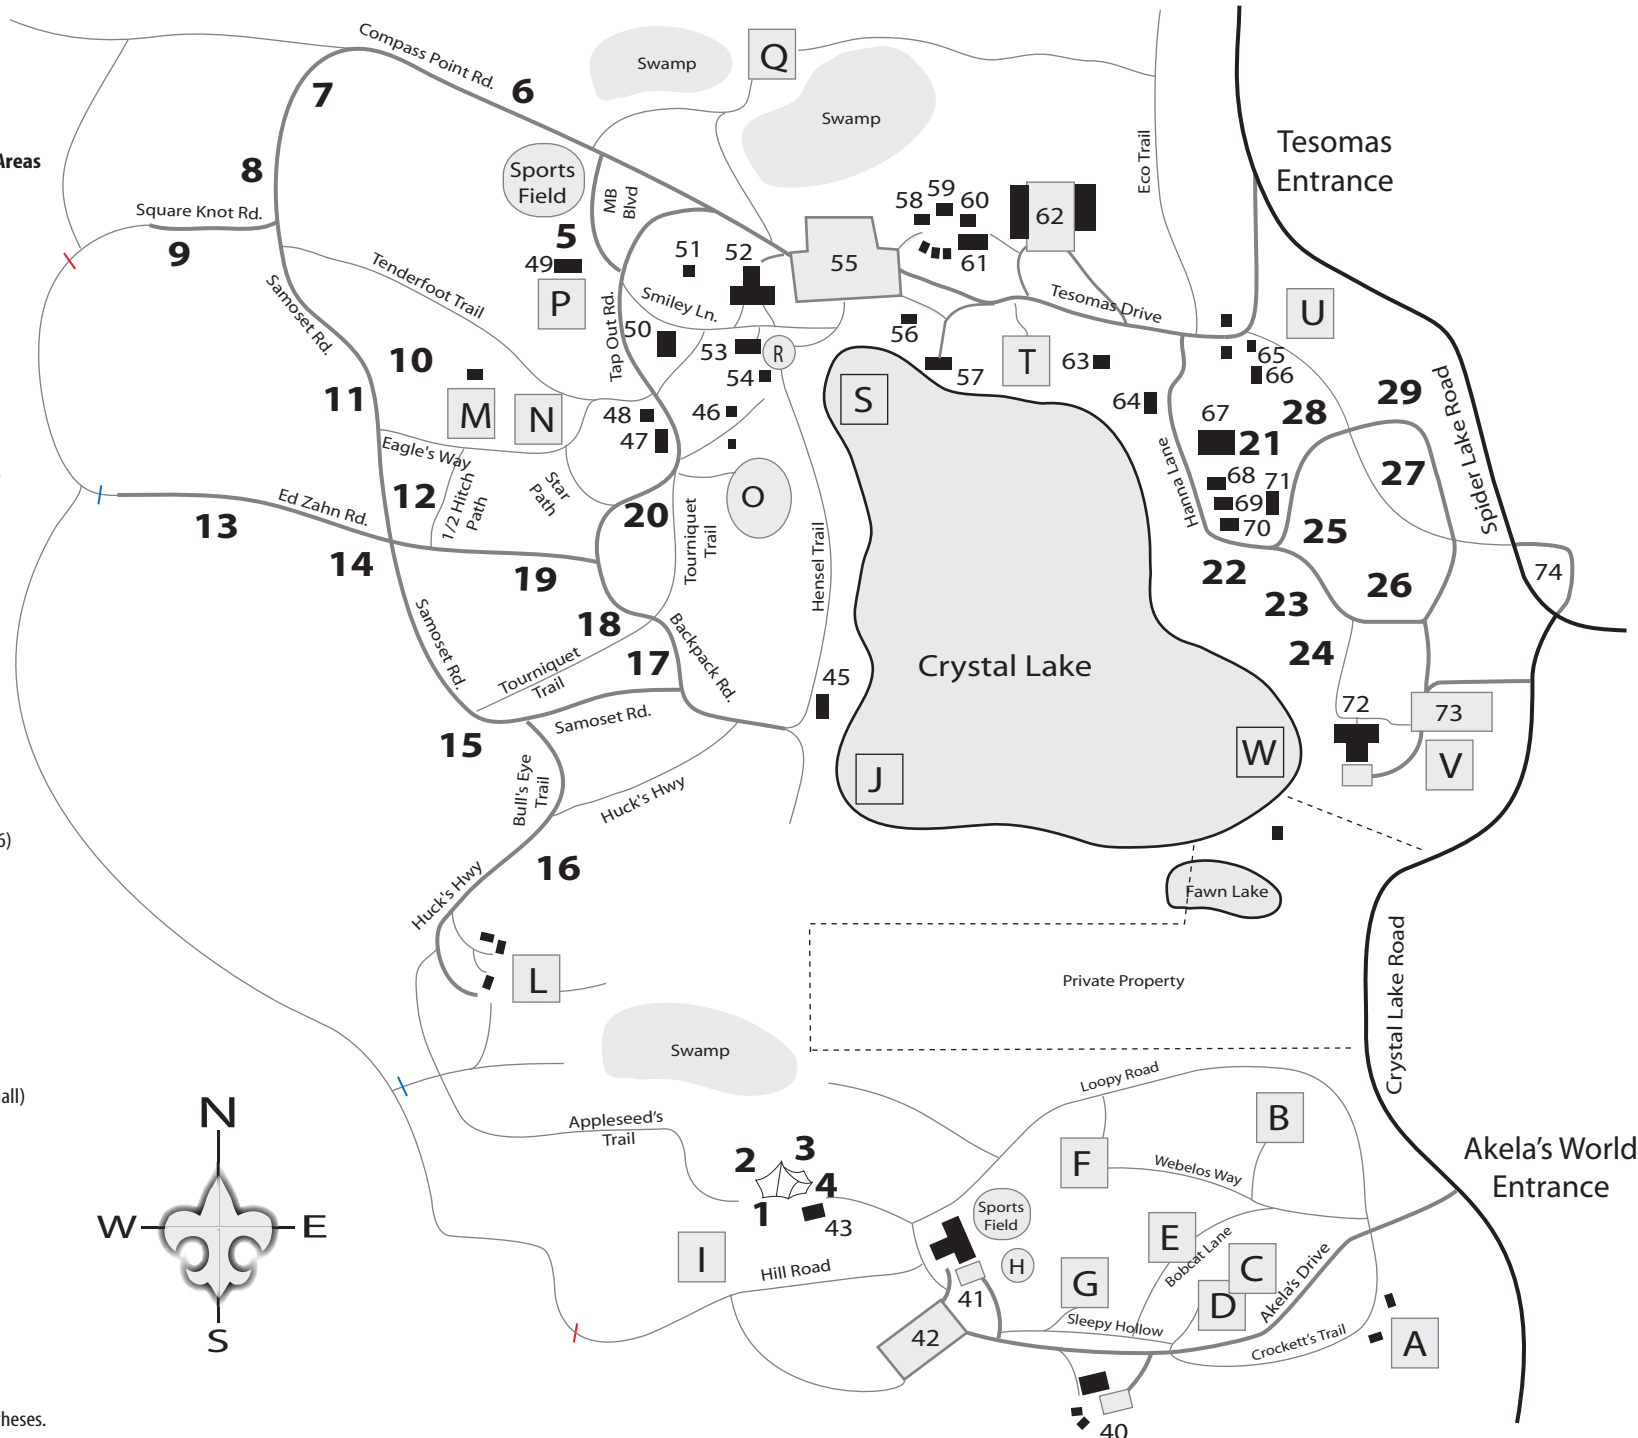 Compass Point Rd.
6
7
Swamp
Q
Swamp
Tesomas
Entrance
Eco Trail
Areas
8
Sports
Field
MB
Blvd
58
59
60
62
Square Knot Rd.
9
5
49
51
52
55
61
Tenderfoot Trail
Samoset Rd.
P
Smiley Ln.
Tesomas Drive
U
Tap Out Rd.
50
53
R
56
T
63
65
66
10
54
57
11
M
N
48
46
S
64
67
28
29
Spider Lake Road
47
21
Eagle's Way
12
1/2 Hitch
Path
Star
Path
O
Hanna Lane
68
71
69
70
27
Ed Zahn Rd.
13
20
Tourniquet
Trail
Hensel Trail
25
14
19
22
26
74
18
23
Samoset Rd.
Tourniquet
Trail
17
Backpack Rd.
24
Crystal Lake
45
15
Samoset Rd.
72
73
W
V
J
Bull's Eye
Trail
Huck's Hwy
6)
16
Huck's Hwy
Fawn Lake
L
Private Property
Crystal Lake Road
Swamp
all)
Loopy Road
N
W
E
S
Appleseed's
Trail
B
2
3
4
1
43
F
Webelos Way
Akela's World
Entrance
Sports
Field
I
Hill Road
H
E
Bobcat Lane
C
G
D
Akela's Drive
41
42
Sleepy Hollow
Crockett's Trail
A
40
heses.